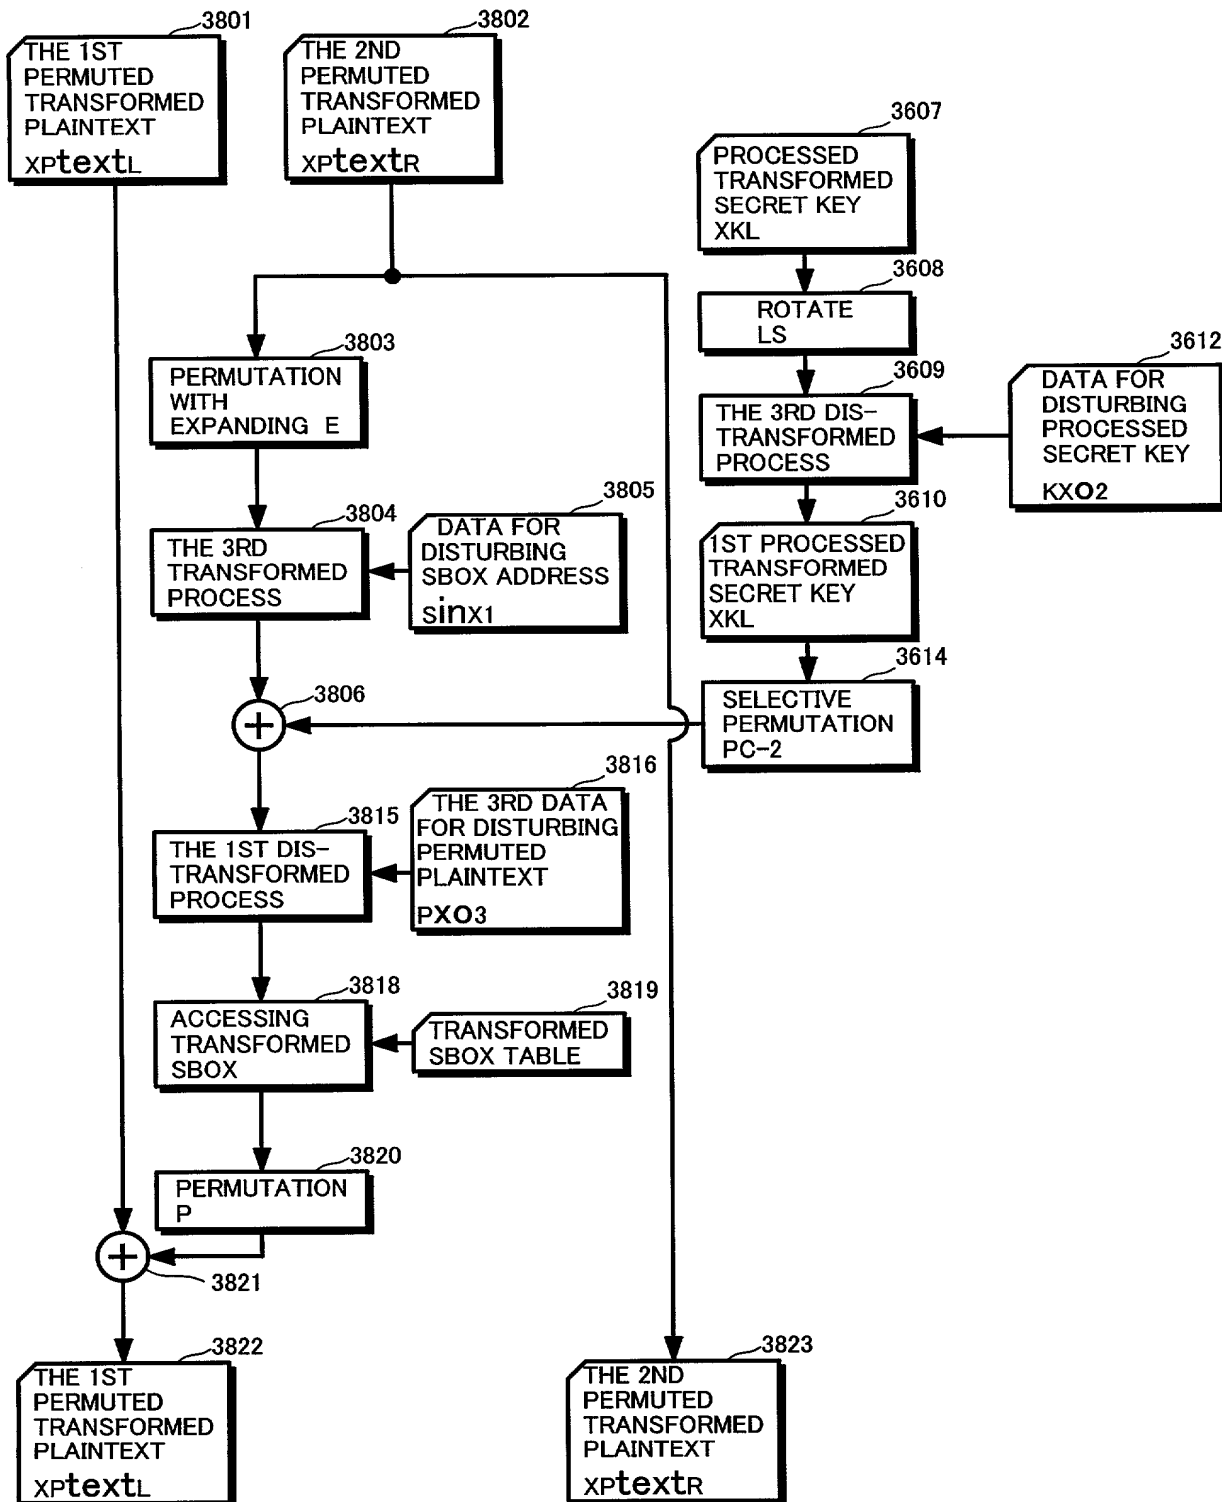 3801
THE 1ST
PERMUTED
TRANSFORMED
PLAINTEXT
XPtextL
3802
THE 2ND
PERMUTED
TRANSFORMED
PLAINTEXT
XPtextR
3607
PROCESSED
TRANSFORMED
SECRET KEY
XKL
3608
ROTATE
LS
3803
PERMUTATION
WITH
EXPANDING E
3609
THE 3RD DIS-
TRANSFORMED
PROCESS
3612
DATA FOR
DISTURBING
PROCESSED
SECRET KEY
KXO2
3804
THE 3RD
TRANSFORMED
PROCESS
3805
DATA FOR
DISTURBING
SBOX ADDRESS
SinX1
3610
1ST PROCESSED
TRANSFORMED
SECRET KEY
XKL
3806
+
3614
SELECTIVE
PERMUTATION
PC-2
3815
THE 1ST DIS-
TRANSFORMED
PROCESS
3816
THE 3RD DATA
FOR DISTURBING
PERMUTED
PLAINTEXT
PXO3
3818
ACCESSING
TRANSFORMED
SBOX
3819
TRANSFORMED
SBOX TABLE
3820
PERMUTATION
P
+
3821
3822
THE 1ST
PERMUTED
TRANSFORMED
PLAINTEXT
XPtextL
3823
THE 2ND
PERMUTED
TRANSFORMED
PLAINTEXT
XPtextR